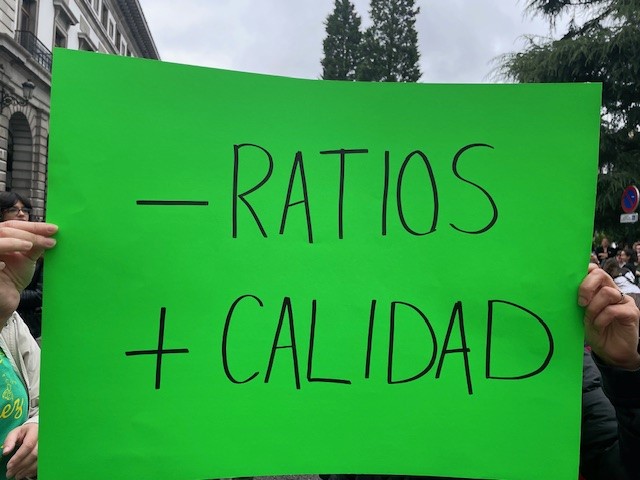 — RATIOS
+ CALIDAD